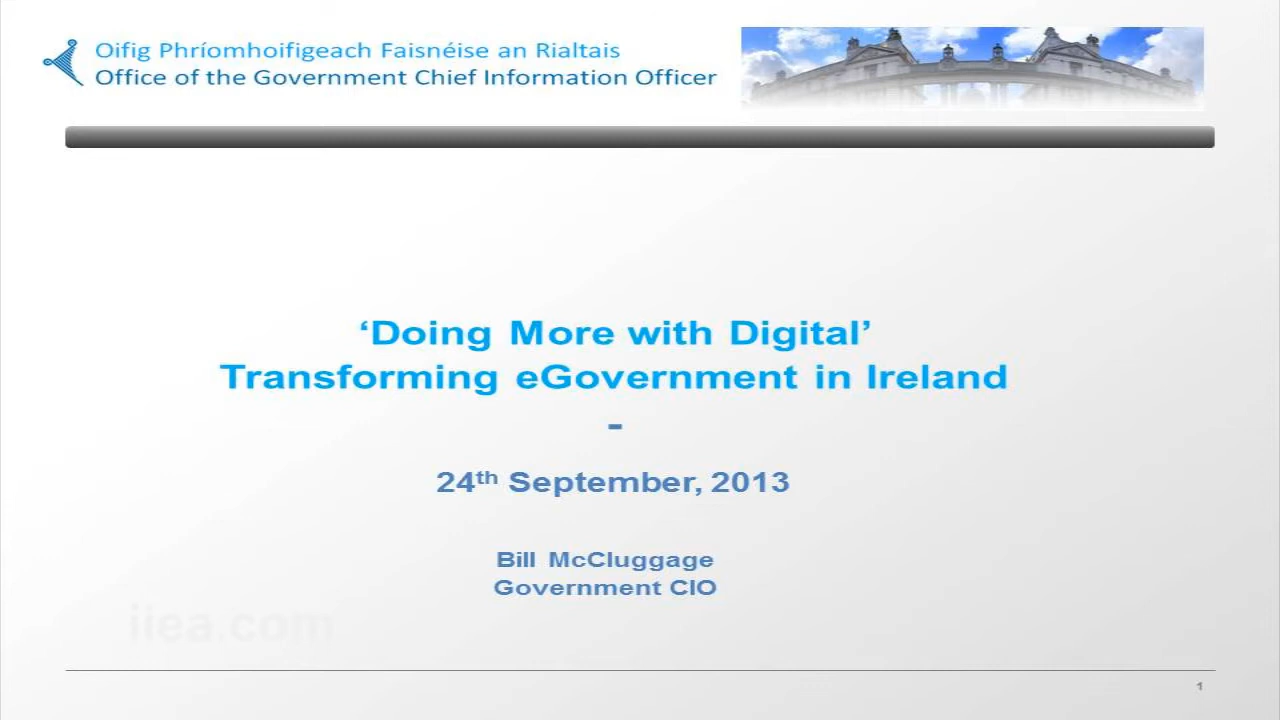 Oifig Phríomhoifigeach Faisnéise an Rialtais
Office of the Government Chief Information Officer
‘Doing More with Digital’
Transforming eGovernment in Ireland
-
24th September, 2013
Bill McCluggage
Government CIO
iiea.com
1